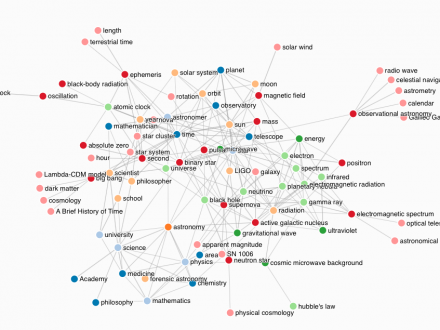 length
terrestrial time
solar wind
radio wave
ephemeris
solar system
planet
celestial naviga
black-body radiation
moon
astrometry
ock
oscillation
rotation
orbit
magnetic field
calendar
atomic clock
observatory
observational astronomy
Galileo Ga
astronomer
mass
sun
mathematician
star cluster
time
telescope
energy
absolute zero
star system
microwave
electron
hour
second
binary star
positron
universe
spectrum
Lambda-CDM model
scientist
LIGO
galaxy
infrared
big bang
philosopher
electromagnetic radiation
dark matter
neutrino
cosmology
school
black hole
supernova
gamma ray
A Brief History of Time
radiation
electromagnetic spectrum
active galactic nucleus
optical tele
astronomy
gravitational wave
ultraviolet
university
astronomical
science
apparent magnitude
area
SN 1006
physics
neutron star
cosmic microwave background
medicine
Academy
forensic astronomy
chemistry
philosophy
mathematics
hubble's law
physical cosmology